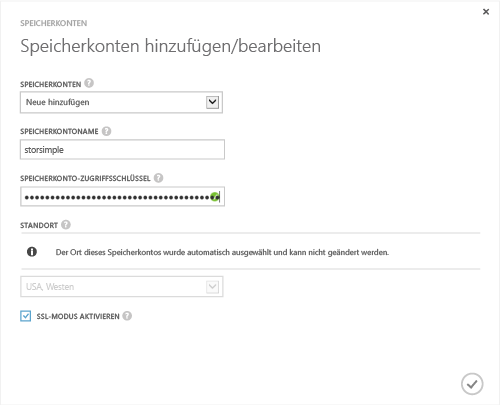 SPEICHERKONTEN
Speicherkonten hinzufügen/bearbeiten
SPEICHERKONTEN ?
Neue hinzufügen
SPEICHERKONTONAME ?
storsimple
SPEICHERKONTO-ZUGRIFFSSCHLÜSSEL ?
STANDORT ?
Der Ort dieses Speicherkontos wurde automatisch ausgewählt und kann nicht geändert werden.
USA, Westen
SSL-MODUS AKTIVIEREN ?